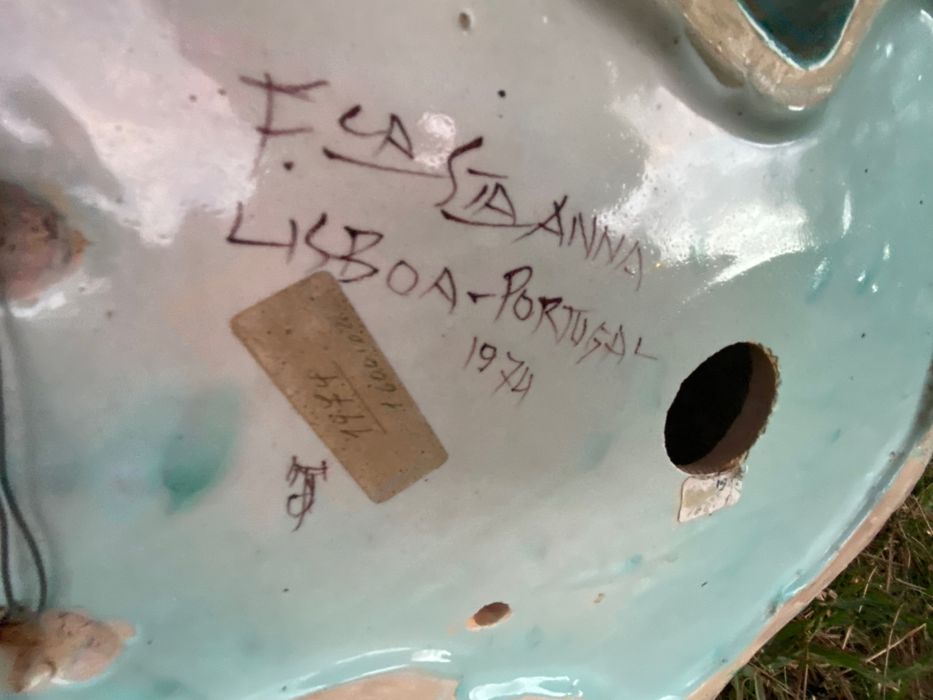 F. CA STA ANNA
LISBOA-PORTUGAL
1974